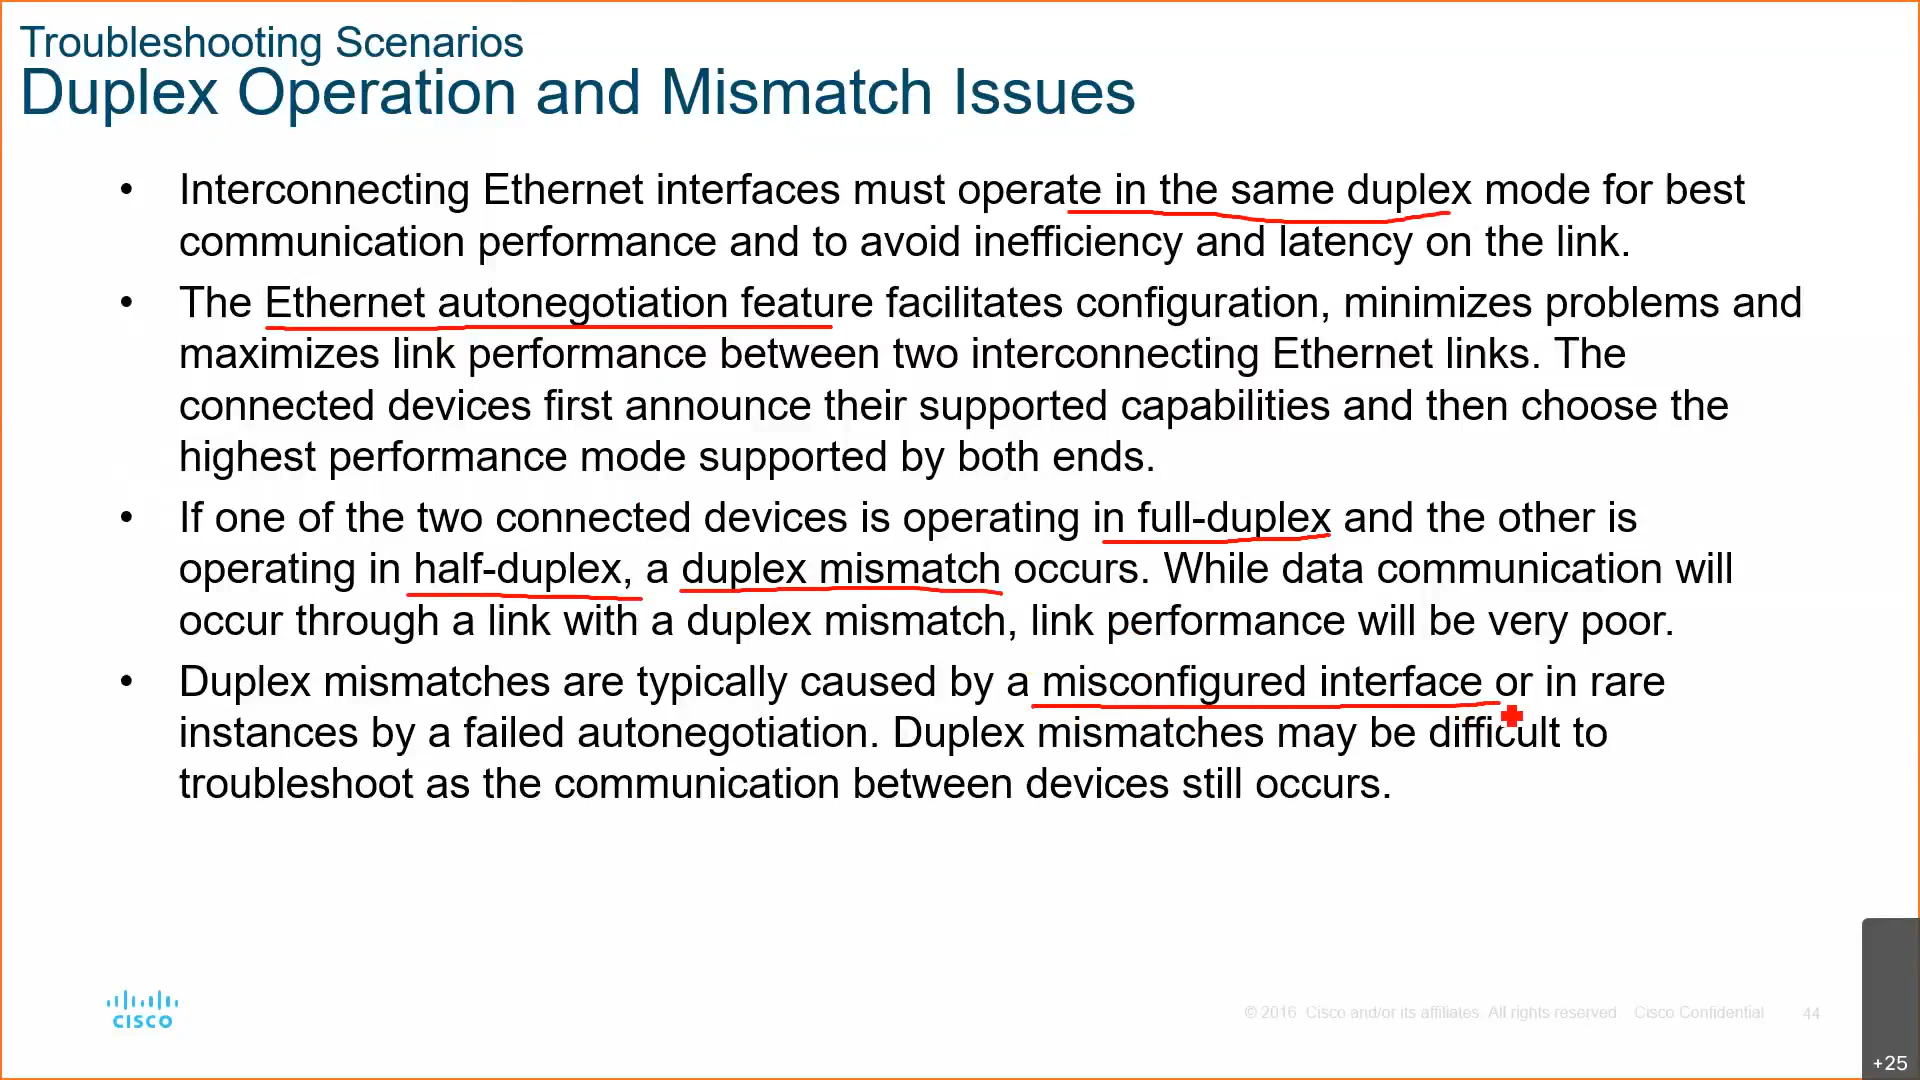 Troubleshooting Scenarios
Duplex Operation and Mismatch Issues
• Interconnecting Ethernet interfaces must operate in the same duplex mode for best
communication performance and to avoid inefficiency and latency on the link.
• The Ethernet autonegotiation feature facilitates configuration, minimizes problems and
maximizes link performance between two interconnecting Ethernet links. The
connected devices first announce their supported capabilities and then choose the
highest performance mode supported by both ends.
• If one of the two connected devices is operating in full-duplex and the other is
operating in half-duplex, a duplex mismatch occurs. While data communication will
occur through a link with a duplex mismatch, link performance will be very poor.
• Duplex mismatches are typically caused by a misconfigured interface or in rare
instances by a failed autonegotiation. Duplex mismatches may be difficult to
troubleshoot as the communication between devices still occurs.
CISCO
© 2016 Cisco and/or its affiliates. All rights reserved. Cisco Confidential 44
+25